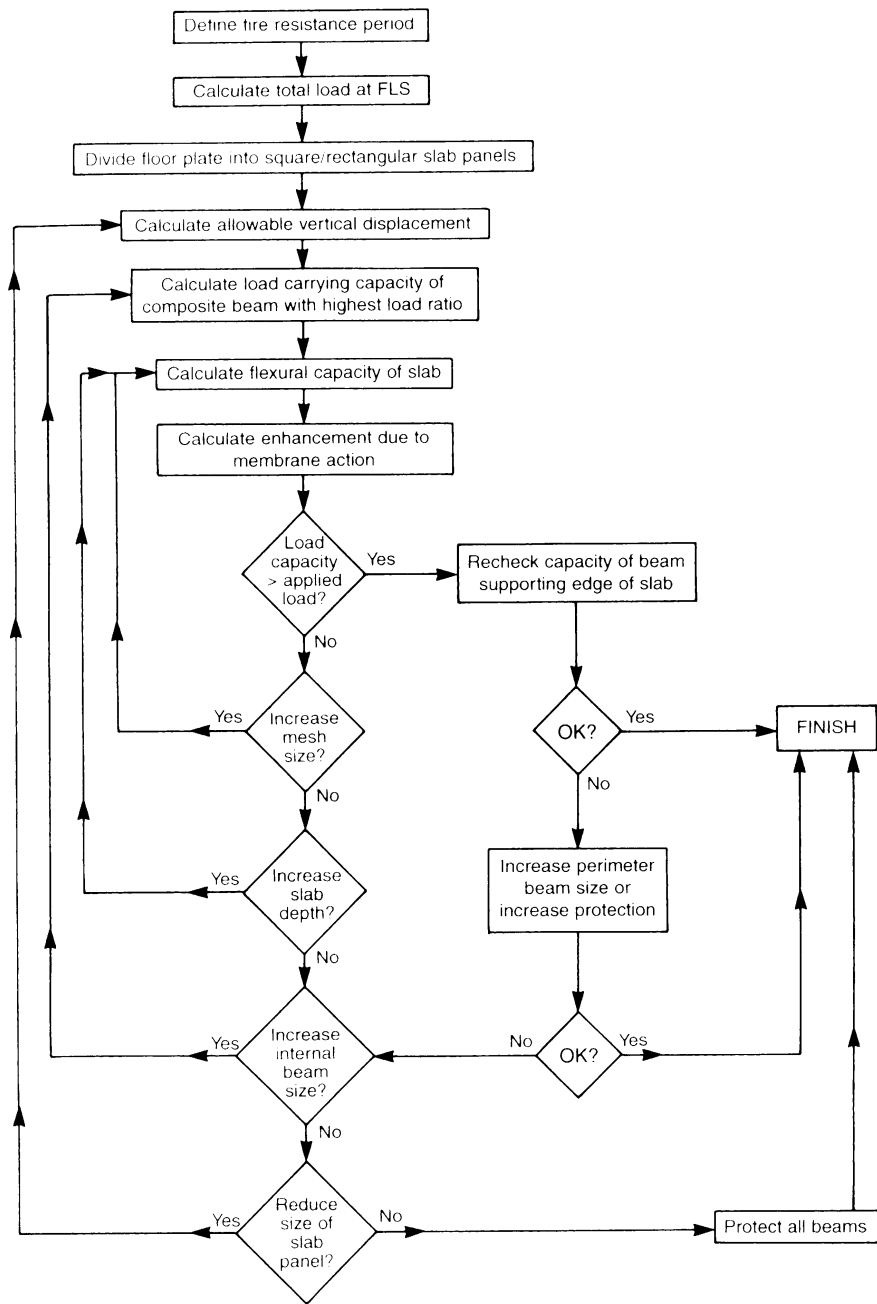 Define fire resistance period
Calculate total load at FLS
Divide floor plate into square/rectangular slab panels
Calculate allowable vertical displacement
Calculate load carrying capacity of
composite beam with highest load ratio
Calculate flexural capacity of slab
Calculate enhancement due to
membrane action
Load
capacity
> applied
load?
Yes
No
Recheck capacity of beam
supporting edge of slab
Increase
mesh
size?
Yes
No
OK?
Yes
No
FINISH
Increase
slab
depth?
Yes
No
Increase perimeter
beam size or
increase protection
Increase
internal
beam
size?
Yes
No
OK?
No
Yes
Reduce
size of
slab
panel?
Yes
No
Protect all beams